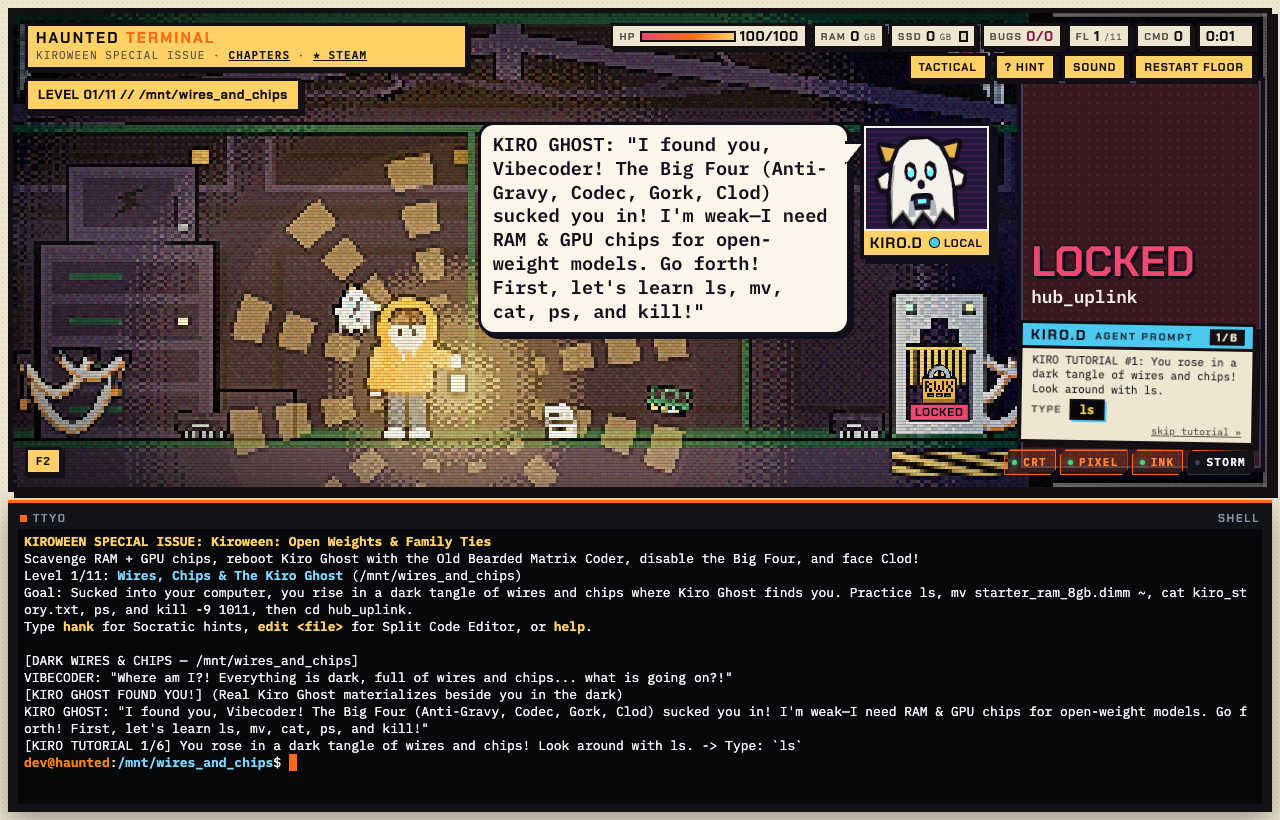 HAUNTED TERMINAL
KIROWEEN SPECIAL ISSUE · CHAPTERS · * STEAM
HP 100/100 RAM 0 GB SSD 0 GB BUGS 0/0 FL 1 /11 CMD 0 0:01
TACTICAL ? HINT SOUND RESTART FLOOR
LEVEL 01/11 // /mnt/wires_and_chips
KIRO GHOST: "I found you,
Vibecoder! The Big Four (Anti-
Gravy, Codec, Gork, Clod)
sucked you in! I'm weak—I need
RAM & GPU chips for open-
weight models. Go forth!
First, let's learn ls, mv,
cat, ps, and kill!"
KIRO.D LOCAL
LOCKED
hub_uplink
KIRO.D AGENT PROMPT 1/6
KIRO TUTORIAL #1: You rose in a
dark tangle of wires and chips!
Look around with ls.
TYPE ls
skip tutorial »
RWX
LOCKED
F2
CRT PIXEL INK STORM
TTY0 SHELL
KIROWEEN SPECIAL ISSUE: Kiroween: Open Weights & Family Ties
Scavenge RAM + GPU chips, reboot Kiro Ghost with the Old Bearded Matrix Coder, disable the Big Four, and face Clod!
Level 1/11: Wires, Chips & The Kiro Ghost (/mnt/wires_and_chips)
Goal: Sucked into your computer, you rise in a dark tangle of wires and chips where Kiro Ghost finds you. Practice ls, mv starter_ram_8gb.dimm ~, cat kiro_st
ory.txt, ps, and kill -9 1011, then cd hub_uplink.
Type hank for Socratic hints, edit <file> for Split Code Editor, or help.
[DARK WIRES & CHIPS — /mnt/wires_and_chips]
VIBECODER: "Where am I?! Everything is dark, full of wires and chips... what is going on?!"
[KIRO GHOST FOUND YOU!] (Real Kiro Ghost materializes beside you in the dark)
KIRO GHOST: "I found you, Vibecoder! The Big Four (Anti-Gravy, Codec, Gork, Clod) sucked you in! I'm weak—I need RAM & GPU chips for open-weight models. Go f
orth! First, let's learn ls, mv, cat, ps, and kill!"
[KIRO TUTORIAL 1/6] You rose in a dark tangle of wires and chips! Look around with ls. -> Type: `ls`
dev@haunted:/mnt/wires_and_chips$